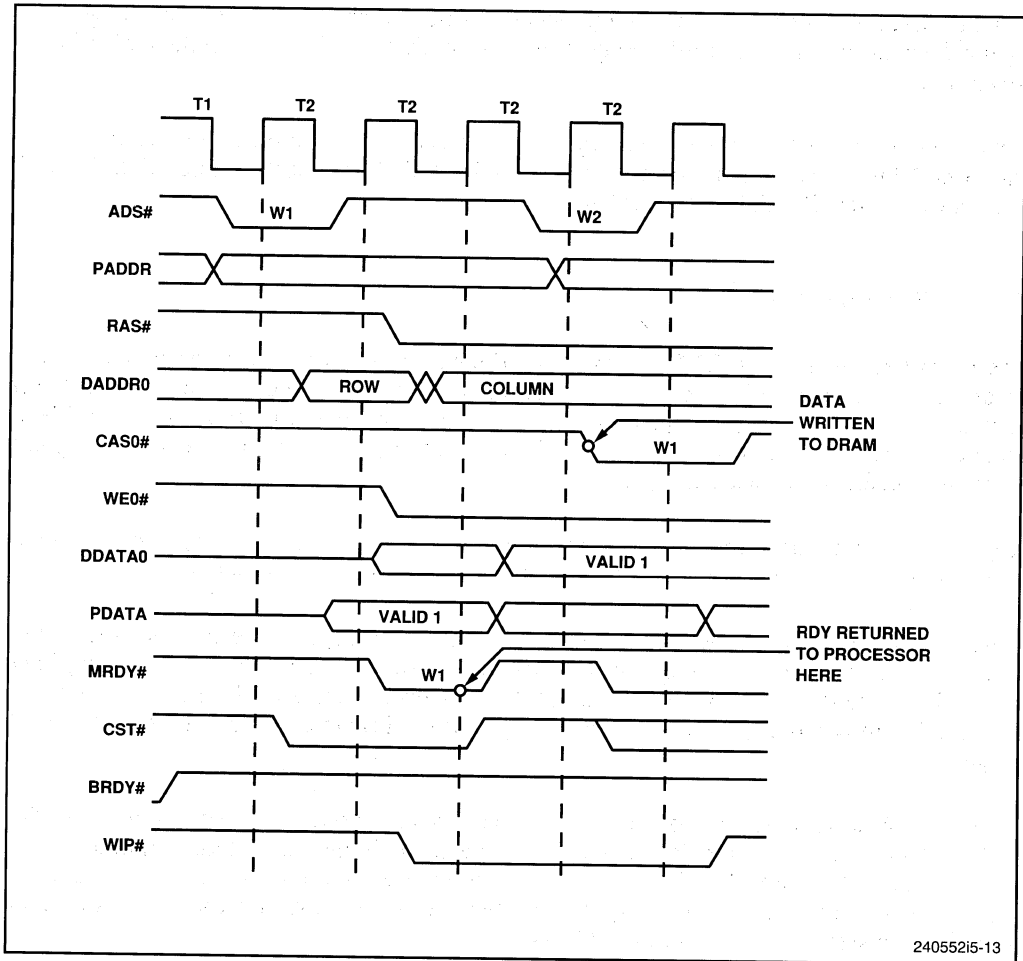 T1 T2 T2 T2 T2
ADS# W1 W2
PADDR
RAS#
DADDR0 ROW COLUMN
DATA
WRITTEN
TO DRAM
CAS0# W1
WE0#
DDATA0 VALID 1
PDATA VALID 1
RDY RETURNED
TO PROCESSOR
HERE
MRDY# W1
CST#
BRDY#
WIP#
240552i5-13